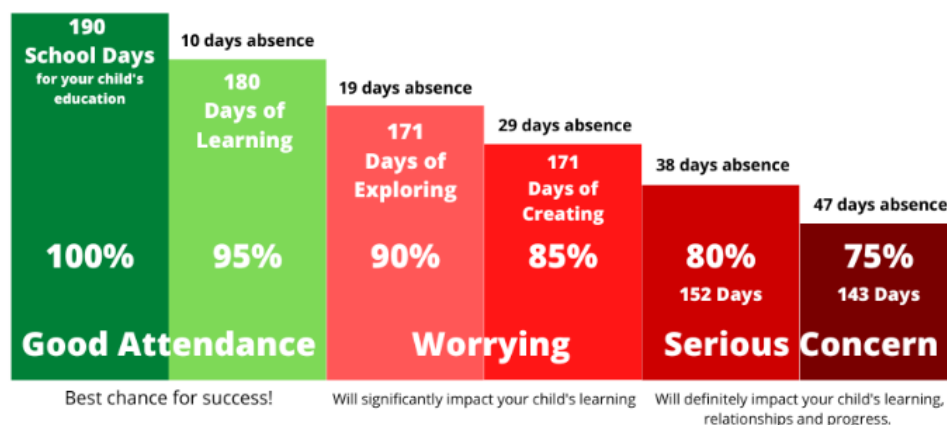 190
School Days
for your child's
education
100%
10 days absence
180
Days of
Learning
95%
Good Attendance
Best chance for success!
19 days absence
171
Days of
Exploring
90%
29 days absence
171
Days of
Creating
85%
Worrying
Will significantly impact your child's learning
38 days absence
80%
152 Days
47 days absence
75%
143 Days
Serious Concern
Will definitely impact your child's learning,
relationships and progress.